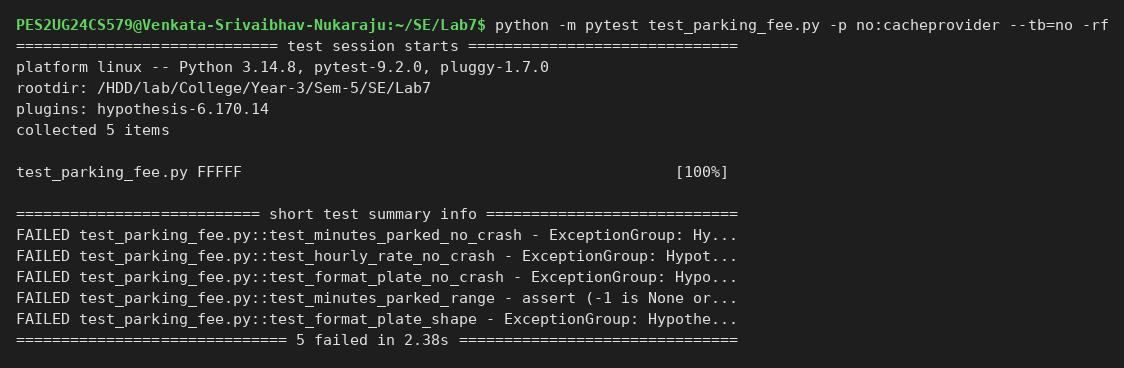 PES2UG24CS579@Venkata-Srivaibhav-Nukaraju:~/SE/Lab7$ python -m pytest test_parking_fee.py -p no:cacheprovider --tb=no -rf
============================= test session starts ==============================
platform linux -- Python 3.14.8, pytest-9.2.0, pluggy-1.7.0
rootdir: /HDD/lab/College/Year-3/Sem-5/SE/Lab7
plugins: hypothesis-6.170.14
collected 5 items

test_parking_fee.py FFFFF                                                [100%]

=========================== short test summary info ============================
FAILED test_parking_fee.py::test_minutes_parked_no_crash - ExceptionGroup: Hy...
FAILED test_parking_fee.py::test_hourly_rate_no_crash - ExceptionGroup: Hypot...
FAILED test_parking_fee.py::test_format_plate_no_crash - ExceptionGroup: Hypo...
FAILED test_parking_fee.py::test_minutes_parked_range - assert (-1 is None or...
FAILED test_parking_fee.py::test_format_plate_shape - ExceptionGroup: Hypothe...
============================== 5 failed in 2.38s ===============================